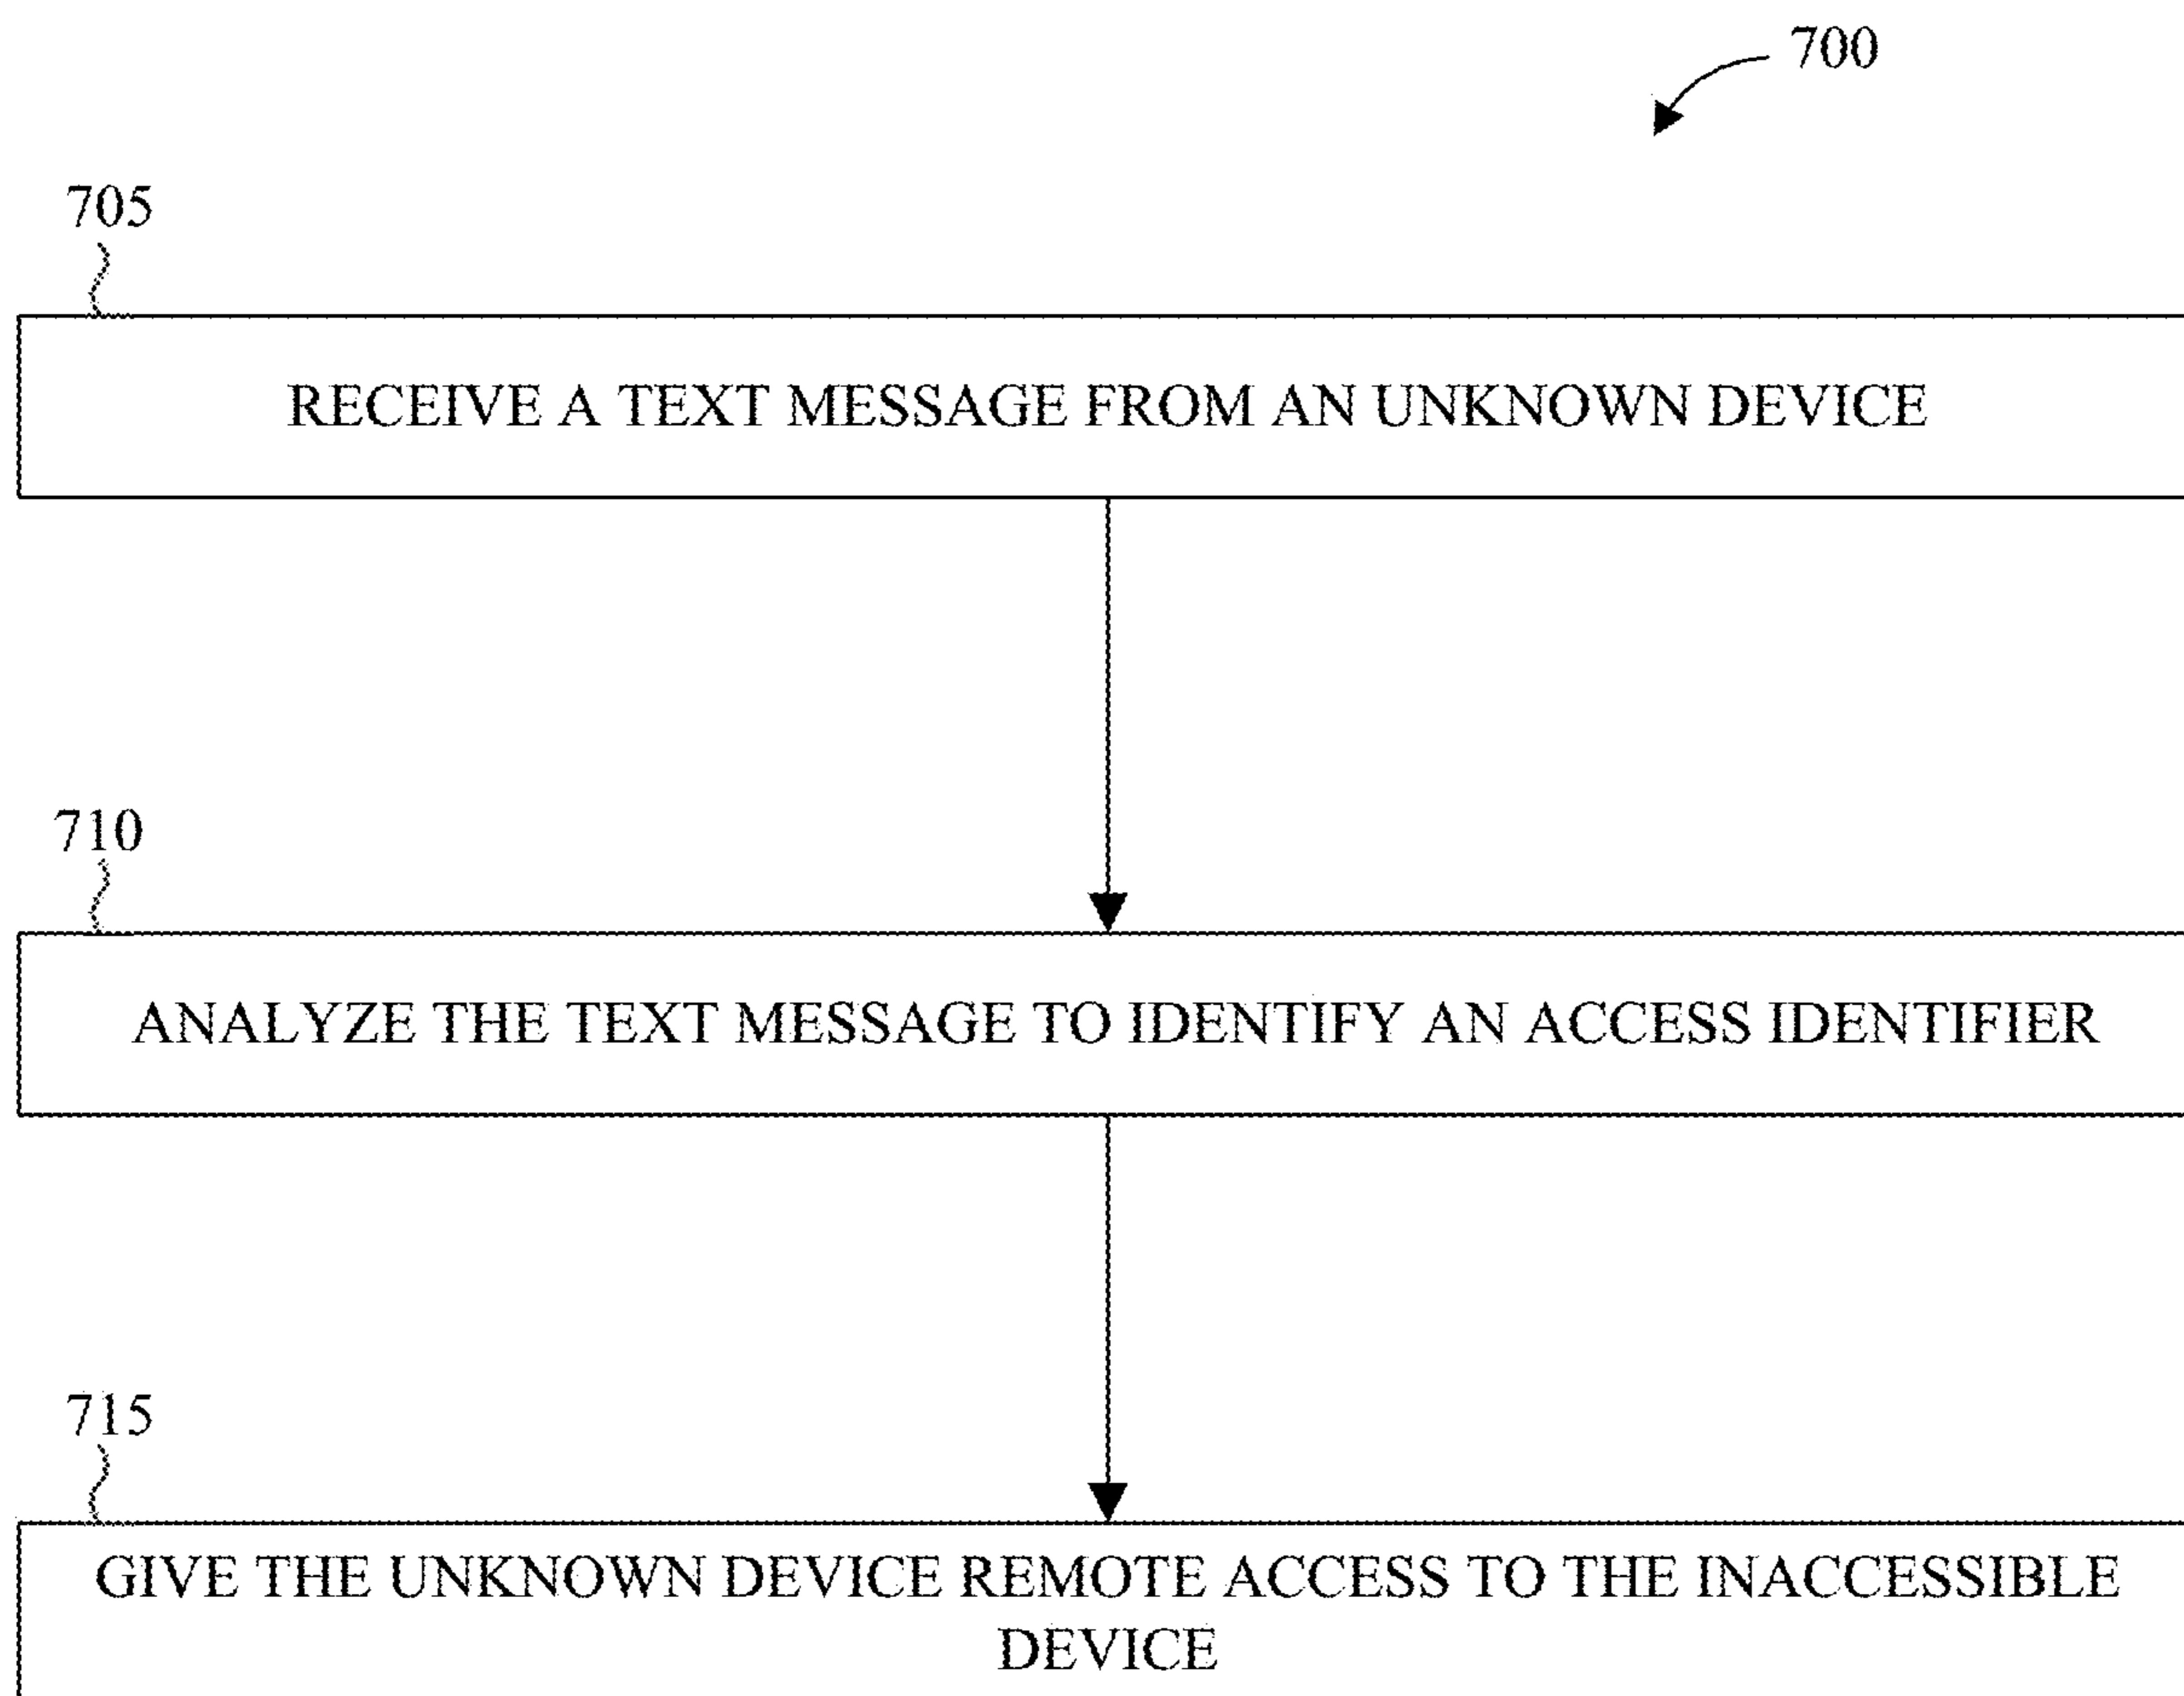 700
705
RECEIVE A TEXT MESSAGE FROM AN UNKNOWN DEVICE
710
ANALYZE THE TEXT MESSAGE TO IDENTIFY AN ACCESS IDENTIFIER
715
GIVE THE UNKNOWN DEVICE REMOTE ACCESS TO THE INACCESSIBLE
DEVICE